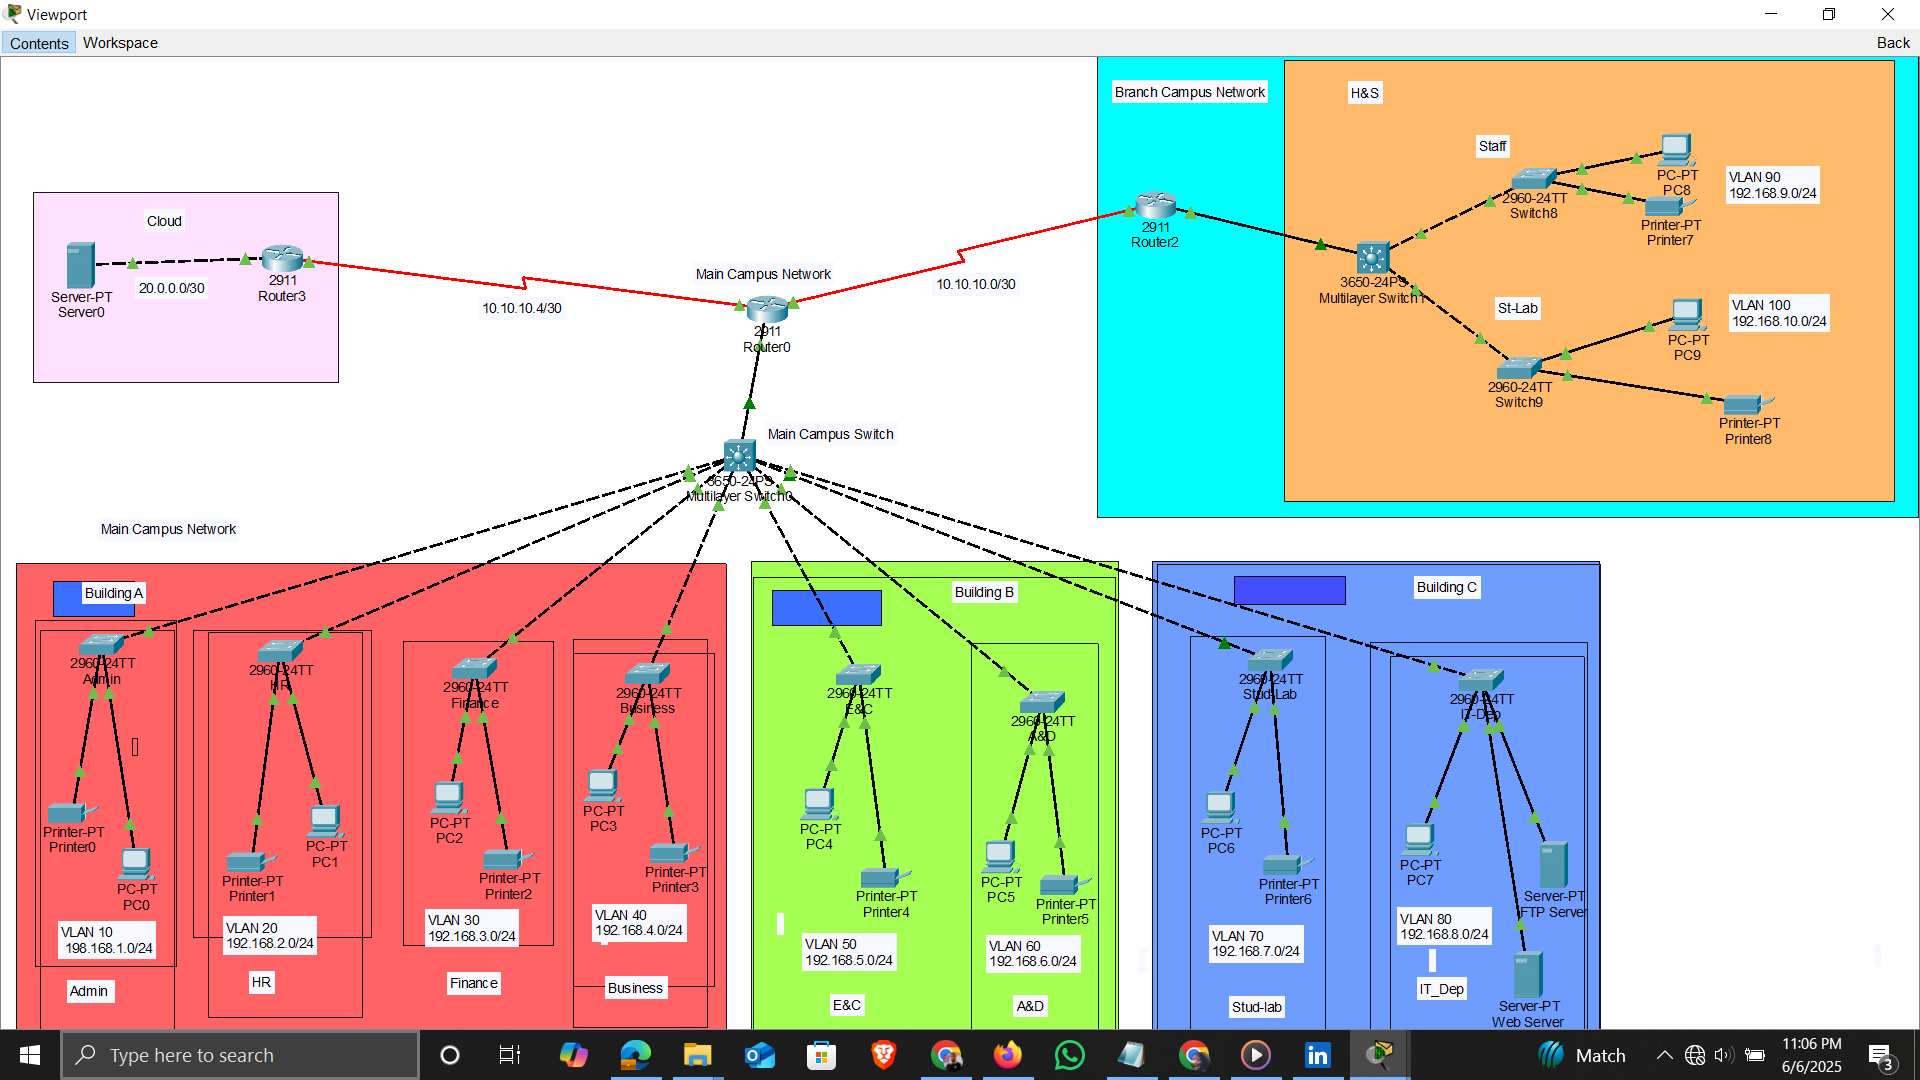 Viewport
Contents
Workspace
Back
Branch Campus Network
H&S
Staff
PC-PT
PC8
VLAN 90
192.168.9.0/24
2960-24TT
Switch8
Printer-PT
Printer7
Cloud
Server-PT
Server0
20.0.0.0/30
2911
Router3
10.10.10.4/30
Main Campus Network
2911
Router0
10.10.10.0/30
2911
Router2
3650-24PS
Multilayer Switch1
St-Lab
VLAN 100
192.168.10.0/24
PC-PT
PC9
2960-24TT
Switch9
Printer-PT
Printer8
Main Campus Switch
3650-24PS
Multilayer Switch0
Main Campus Network
Building A
2960-24TT
Admin
Printer-PT
Printer0
PC-PT
PC0
VLAN 10
198.168.1.0/24
Admin
2960-24TT
HR
Printer-PT
Printer1
PC-PT
PC1
VLAN 20
192.168.2.0/24
HR
2960-24TT
Finance
PC-PT
PC2
Printer-PT
Printer2
VLAN 30
192.168.3.0/24
Finance
2960-24TT
Business
PC-PT
PC3
Printer-PT
Printer3
VLAN 40
192.168.4.0/24
Business
Building B
2960-24TT
E&C
PC-PT
PC4
Printer-PT
Printer4
VLAN 50
192.168.5.0/24
E&C
2960-24TT
A&D
PC-PT
PC5
Printer-PT
Printer5
VLAN 60
192.168.6.0/24
A&D
Building C
2960-24TT
Stud-Lab
PC-PT
PC6
Printer-PT
Printer6
VLAN 70
192.168.7.0/24
Stud-lab
2960-24TT
IT-Dep
PC-PT
PC7
Server-PT
FTP Server
VLAN 80
192.168.8.0/24
IT_Dep
Server-PT
Web Server
Type here to search
Match
11:06 PM
6/6/2025
3